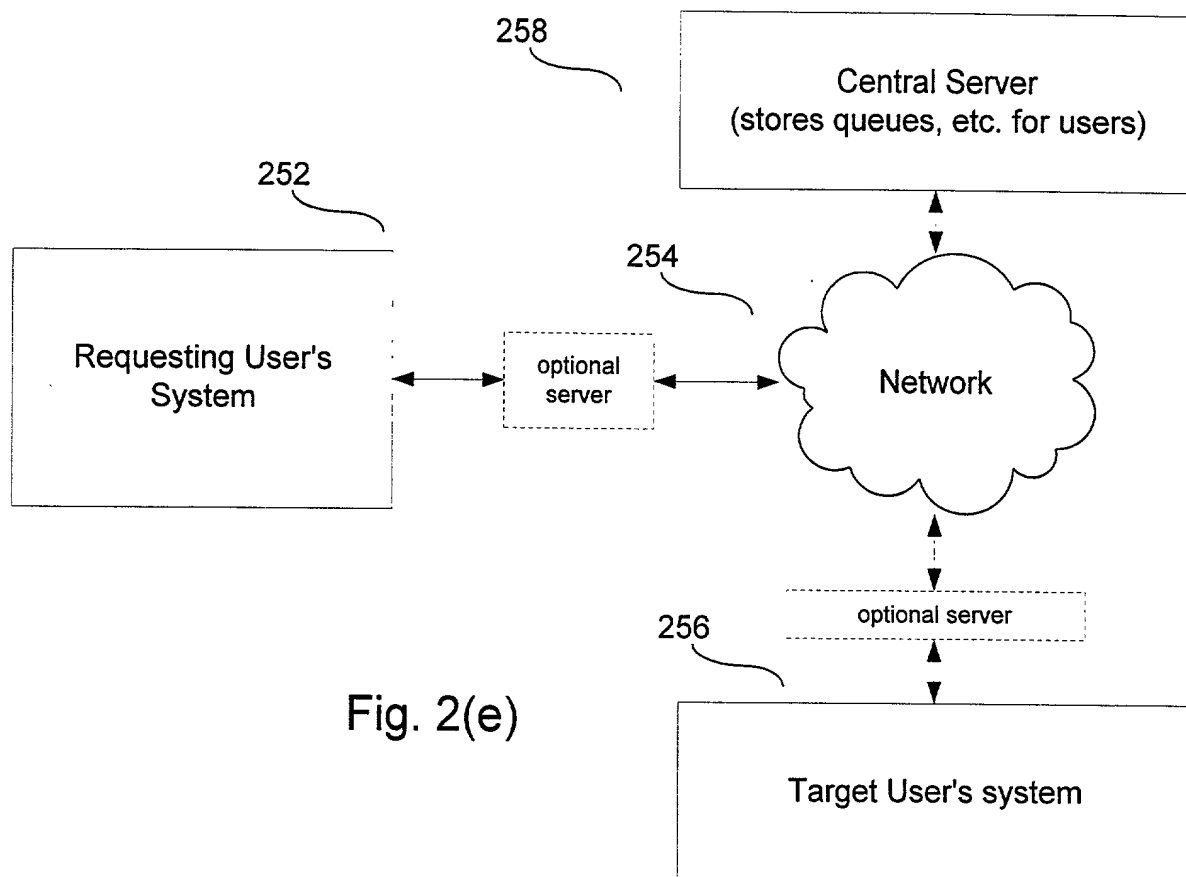 258
Central Server
(stores queues, etc. for users)
252
254
Requesting User's
System
optional
server
Network
optional server
256
Fig. 2(e)
Target User's system